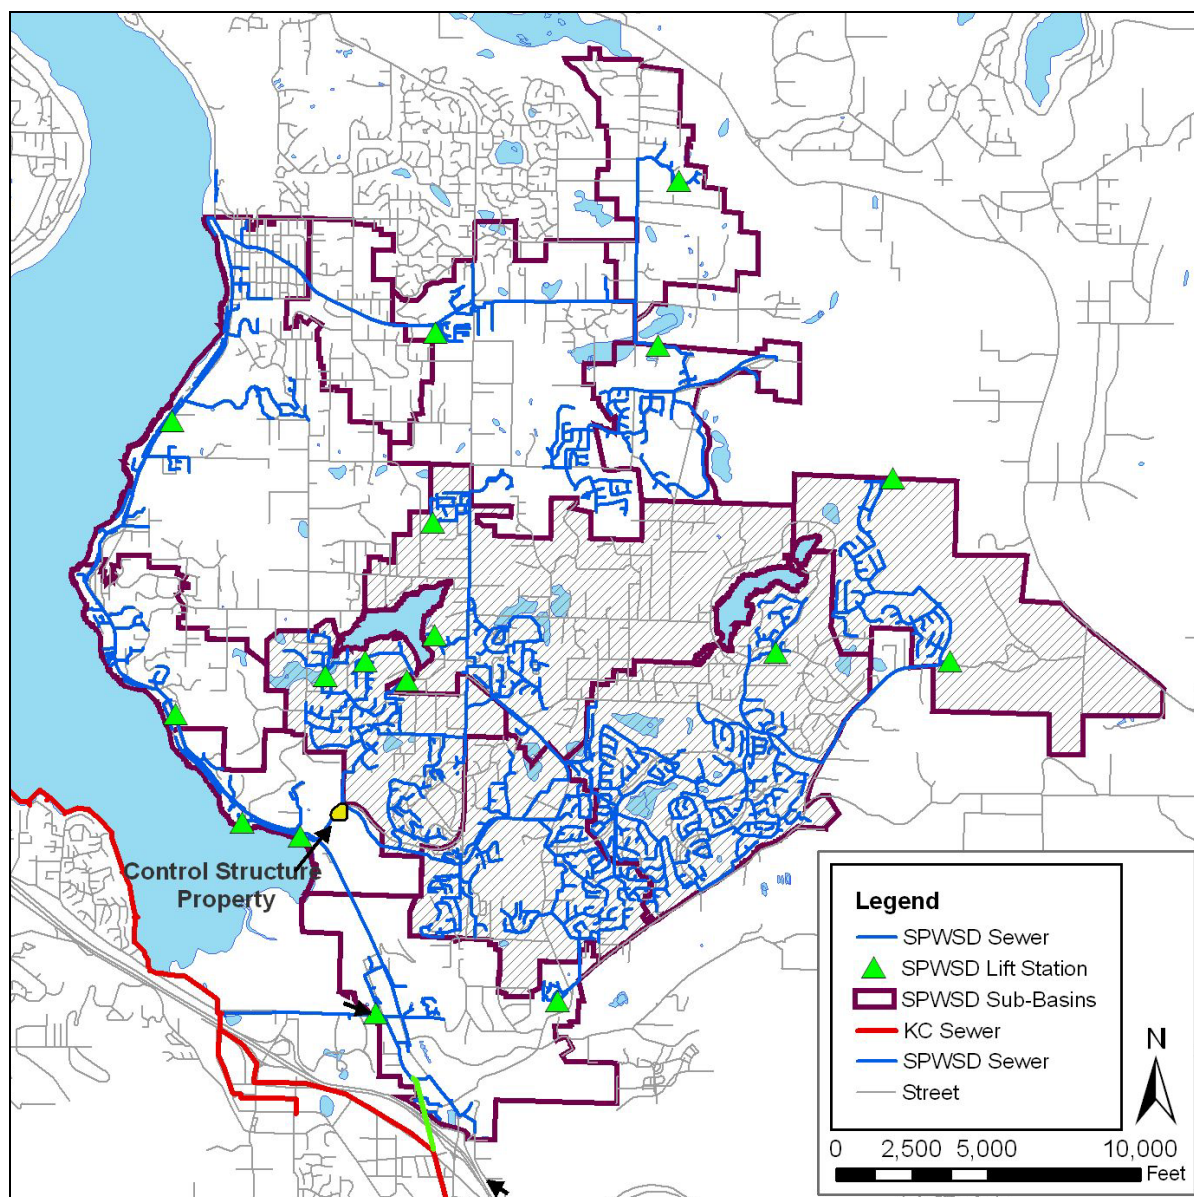 Control Structure
Property
Legend
SPWSD Sewer
SPWSD Lift Station
SPWSD Sub-Basins
KC Sewer
SPWSD Sewer
Street
N
0 2,500 5,000 10,000
Feet